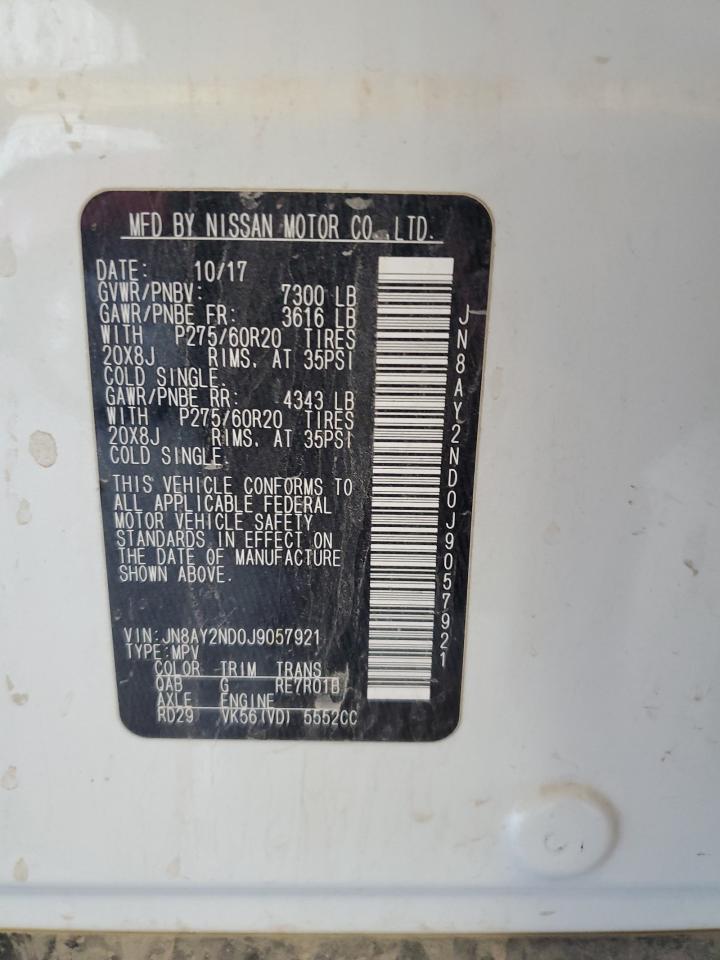 MFD BY NISSAN MOTOR CO.,LTD.
DATE: 10/17
GVWR/PNBV: 7300 LB
GAWR/PNBE FR: 3616 LB
WITH P275/60R20 TIRES
20X8J RIMS, AT 35PSI
COLD SINGLE.
GAWR/PNBE RR: 4343 LB
WITH P275/60R20 TIRES
20X8J RIMS, AT 35PSI
COLD SINGLE.
THIS VEHICLE CONFORMS TO
ALL APPLICABLE FEDERAL
MOTOR VEHICLE SAFETY
STANDARDS IN EFFECT ON
THE DATE OF MANUFACTURE
SHOWN ABOVE.
VIN:JN8AY2ND0J9057921
TYPE:MPV
COLOR TRIM TRANS
QAB G RE7R01B
AXLE ENGINE
RD29 VK56(VD) 5552CC
JN8AY2ND0J9057921